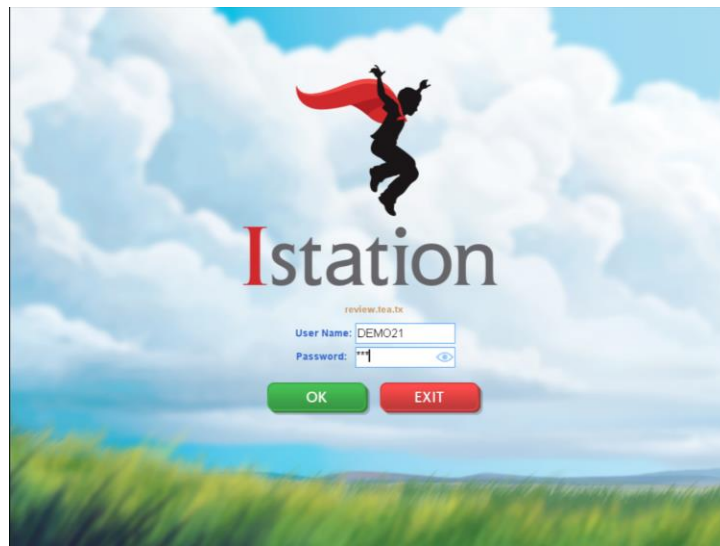 Istation
review.tea.tx
User Name: DEMO21
Password: ***
OK EXIT